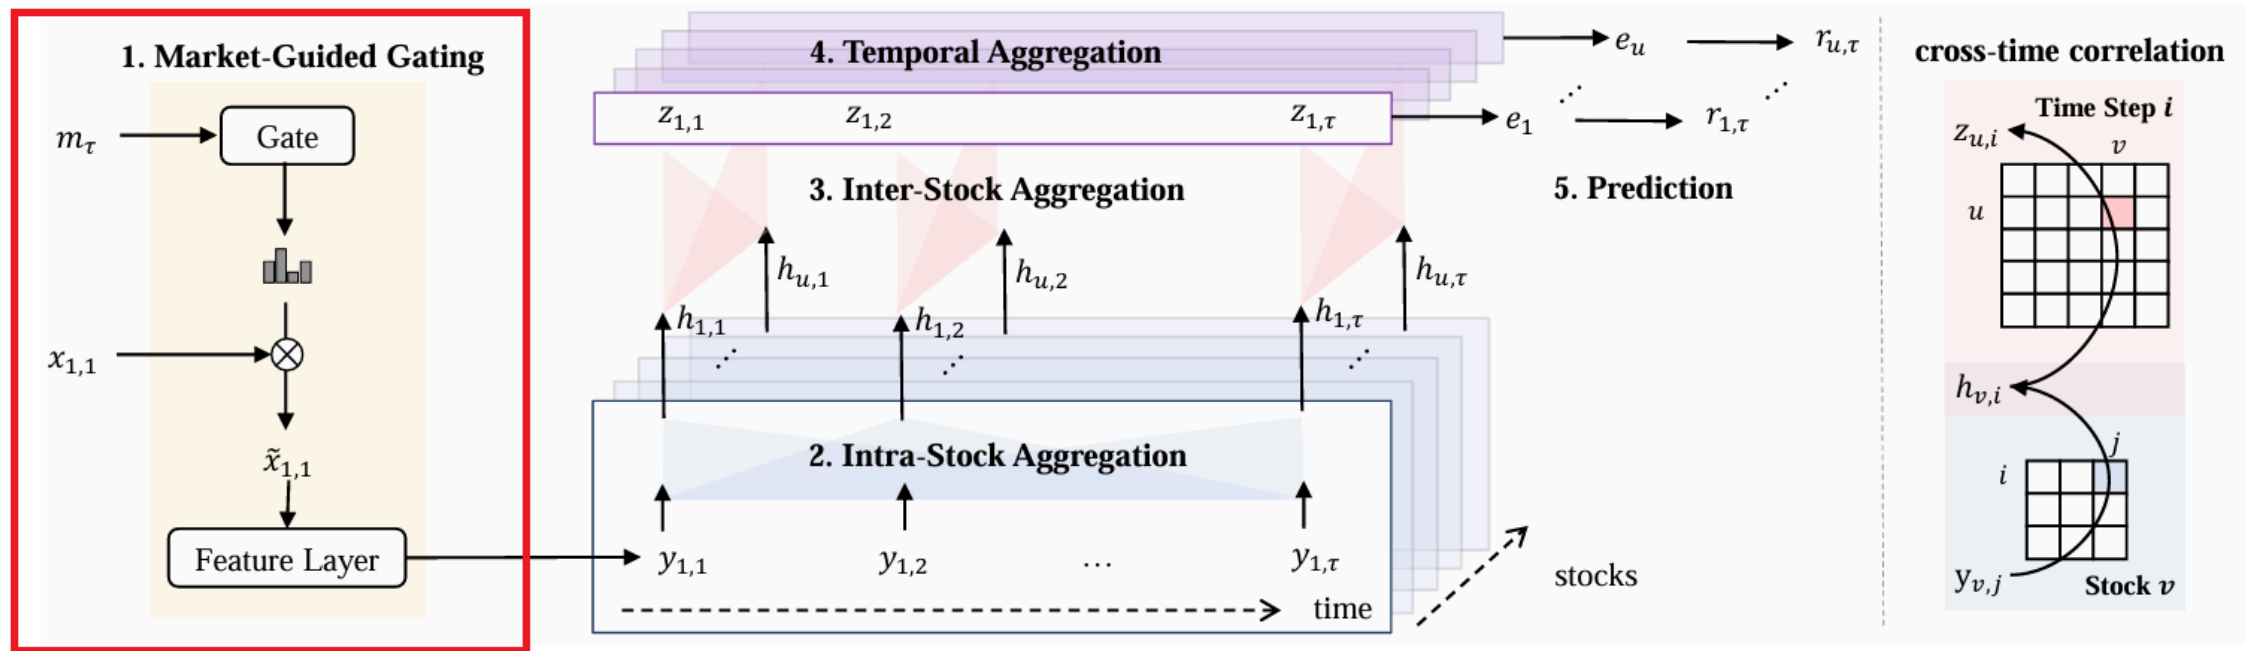 1. Market-Guided Gating
m_τ
Gate
x_{1,1}
x̃_{1,1}
Feature Layer
4. Temporal Aggregation
z_{1,1} z_{1,2} z_{1,τ}
e_u r_{u,τ}
⋰ ⋰
e_1 r_{1,τ}
3. Inter-Stock Aggregation
5. Prediction
h_{u,1} h_{u,2} h_{u,τ}
h_{1,1} h_{1,2} h_{1,τ}
⋰ ⋰ ⋰
2. Intra-Stock Aggregation
y_{1,1} y_{1,2} ... y_{1,τ}
time
stocks
cross-time correlation
Time Step i
z_{u,i}
v
u
h_{v,i}
j
i
y_{v,j}
Stock v